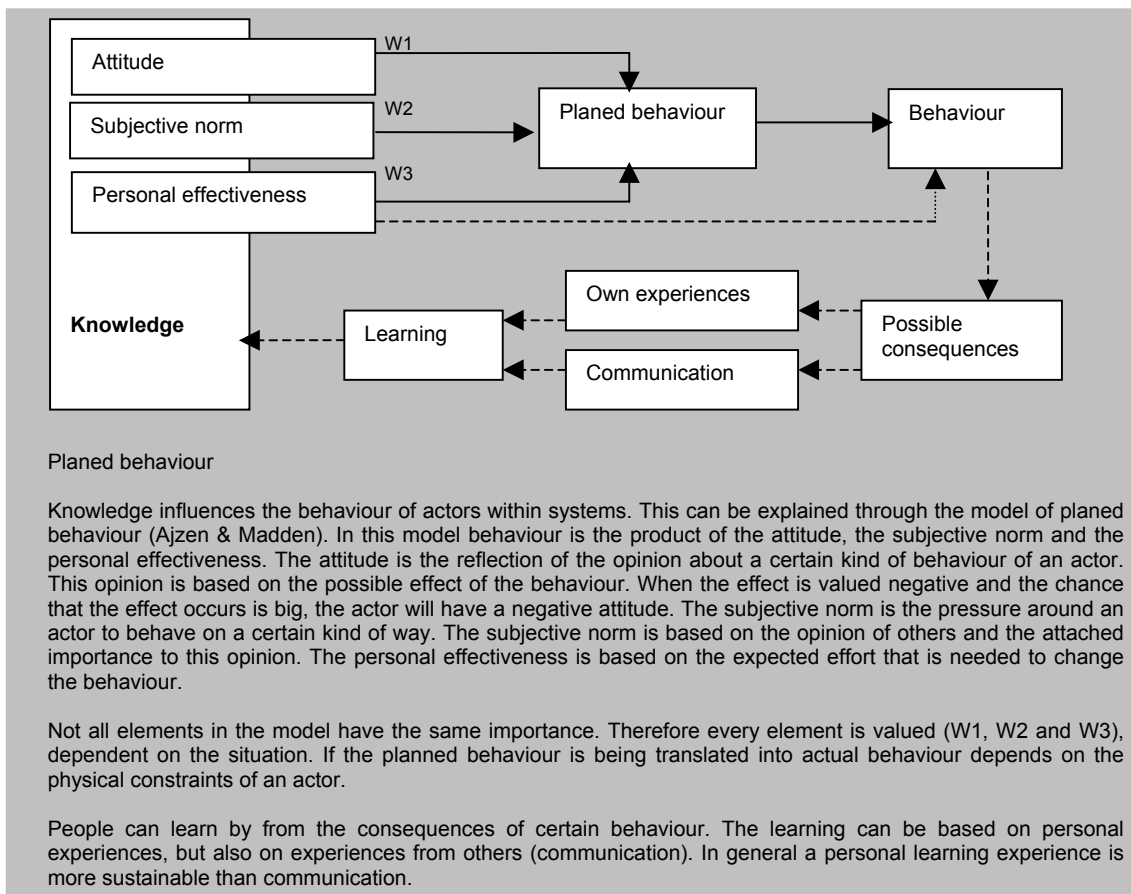 Attitude
W1
Subjective norm
W2
Personal effectiveness
W3
Planed behaviour
Behaviour
Knowledge
Learning
Own experiences
Communication
Possible
consequences
Planed behaviour
Knowledge influences the behaviour of actors within systems. This can be explained through the model of planed
behaviour (Ajzen & Madden). In this model behaviour is the product of the attitude, the subjective norm and the
personal effectiveness. The attitude is the reflection of the opinion about a certain kind of behaviour of an actor.
This opinion is based on the possible effect of the behaviour. When the effect is valued negative and the chance
that the effect occurs is big, the actor will have a negative attitude. The subjective norm is the pressure around an
actor to behave on a certain kind of way. The subjective norm is based on the opinion of others and the attached
importance to this opinion. The personal effectiveness is based on the expected effort that is needed to change
the behaviour.
Not all elements in the model have the same importance. Therefore every element is valued (W1, W2 and W3),
dependent on the situation. If the planned behaviour is being translated into actual behaviour depends on the
physical constraints of an actor.
People can learn by from the consequences of certain behaviour. The learning can be based on personal
experiences, but also on experiences from others (communication). In general a personal learning experience is
more sustainable than communication.